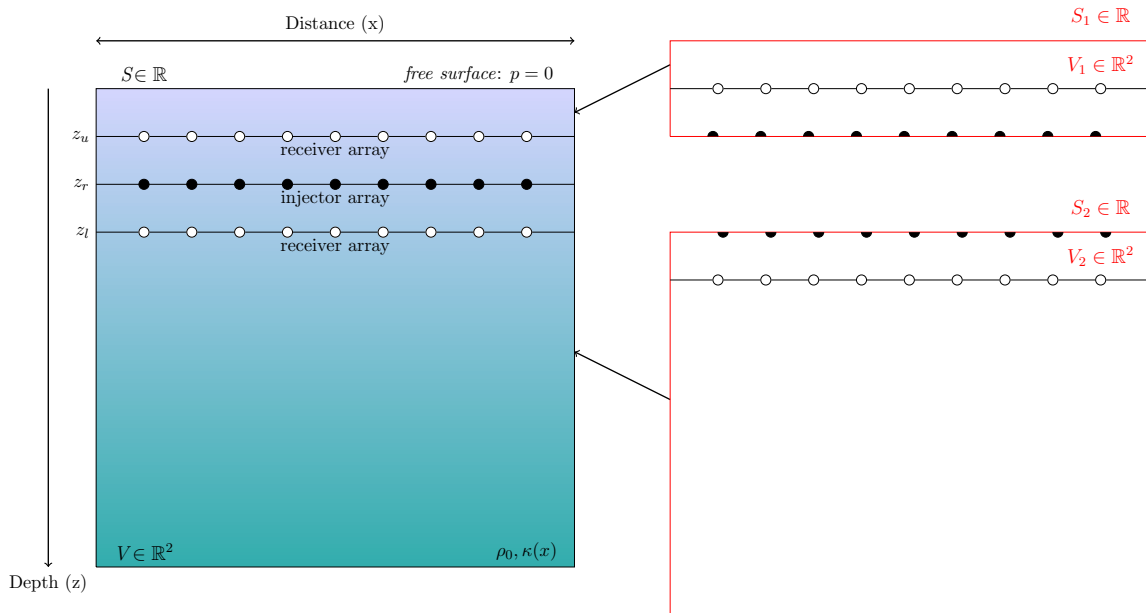 Distance (x)
S∈ ℝ
free surface: p = 0
z_u
receiver array
z_r
injector array
z_l
receiver array
V ∈ ℝ²
ρ₀, κ(x)
Depth (z)
S₁ ∈ ℝ
V₁ ∈ ℝ²
S₂ ∈ ℝ
V₂ ∈ ℝ²